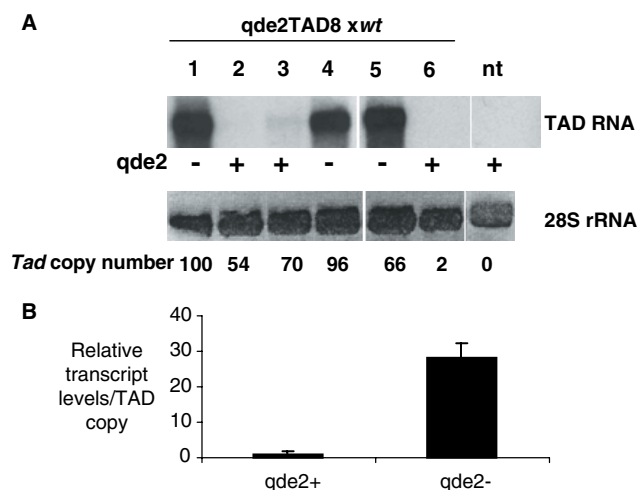 A
qde2TAD8 xwt
1 2 3 4 5 6 nt
TAD RNA
qde2 - + + - - + +
28S rRNA
Tad copy number 100 54 70 96 66 2 0
B
Relative
transcript
levels/TAD
copy
40
30
20
10
0
qde2+ qde2-